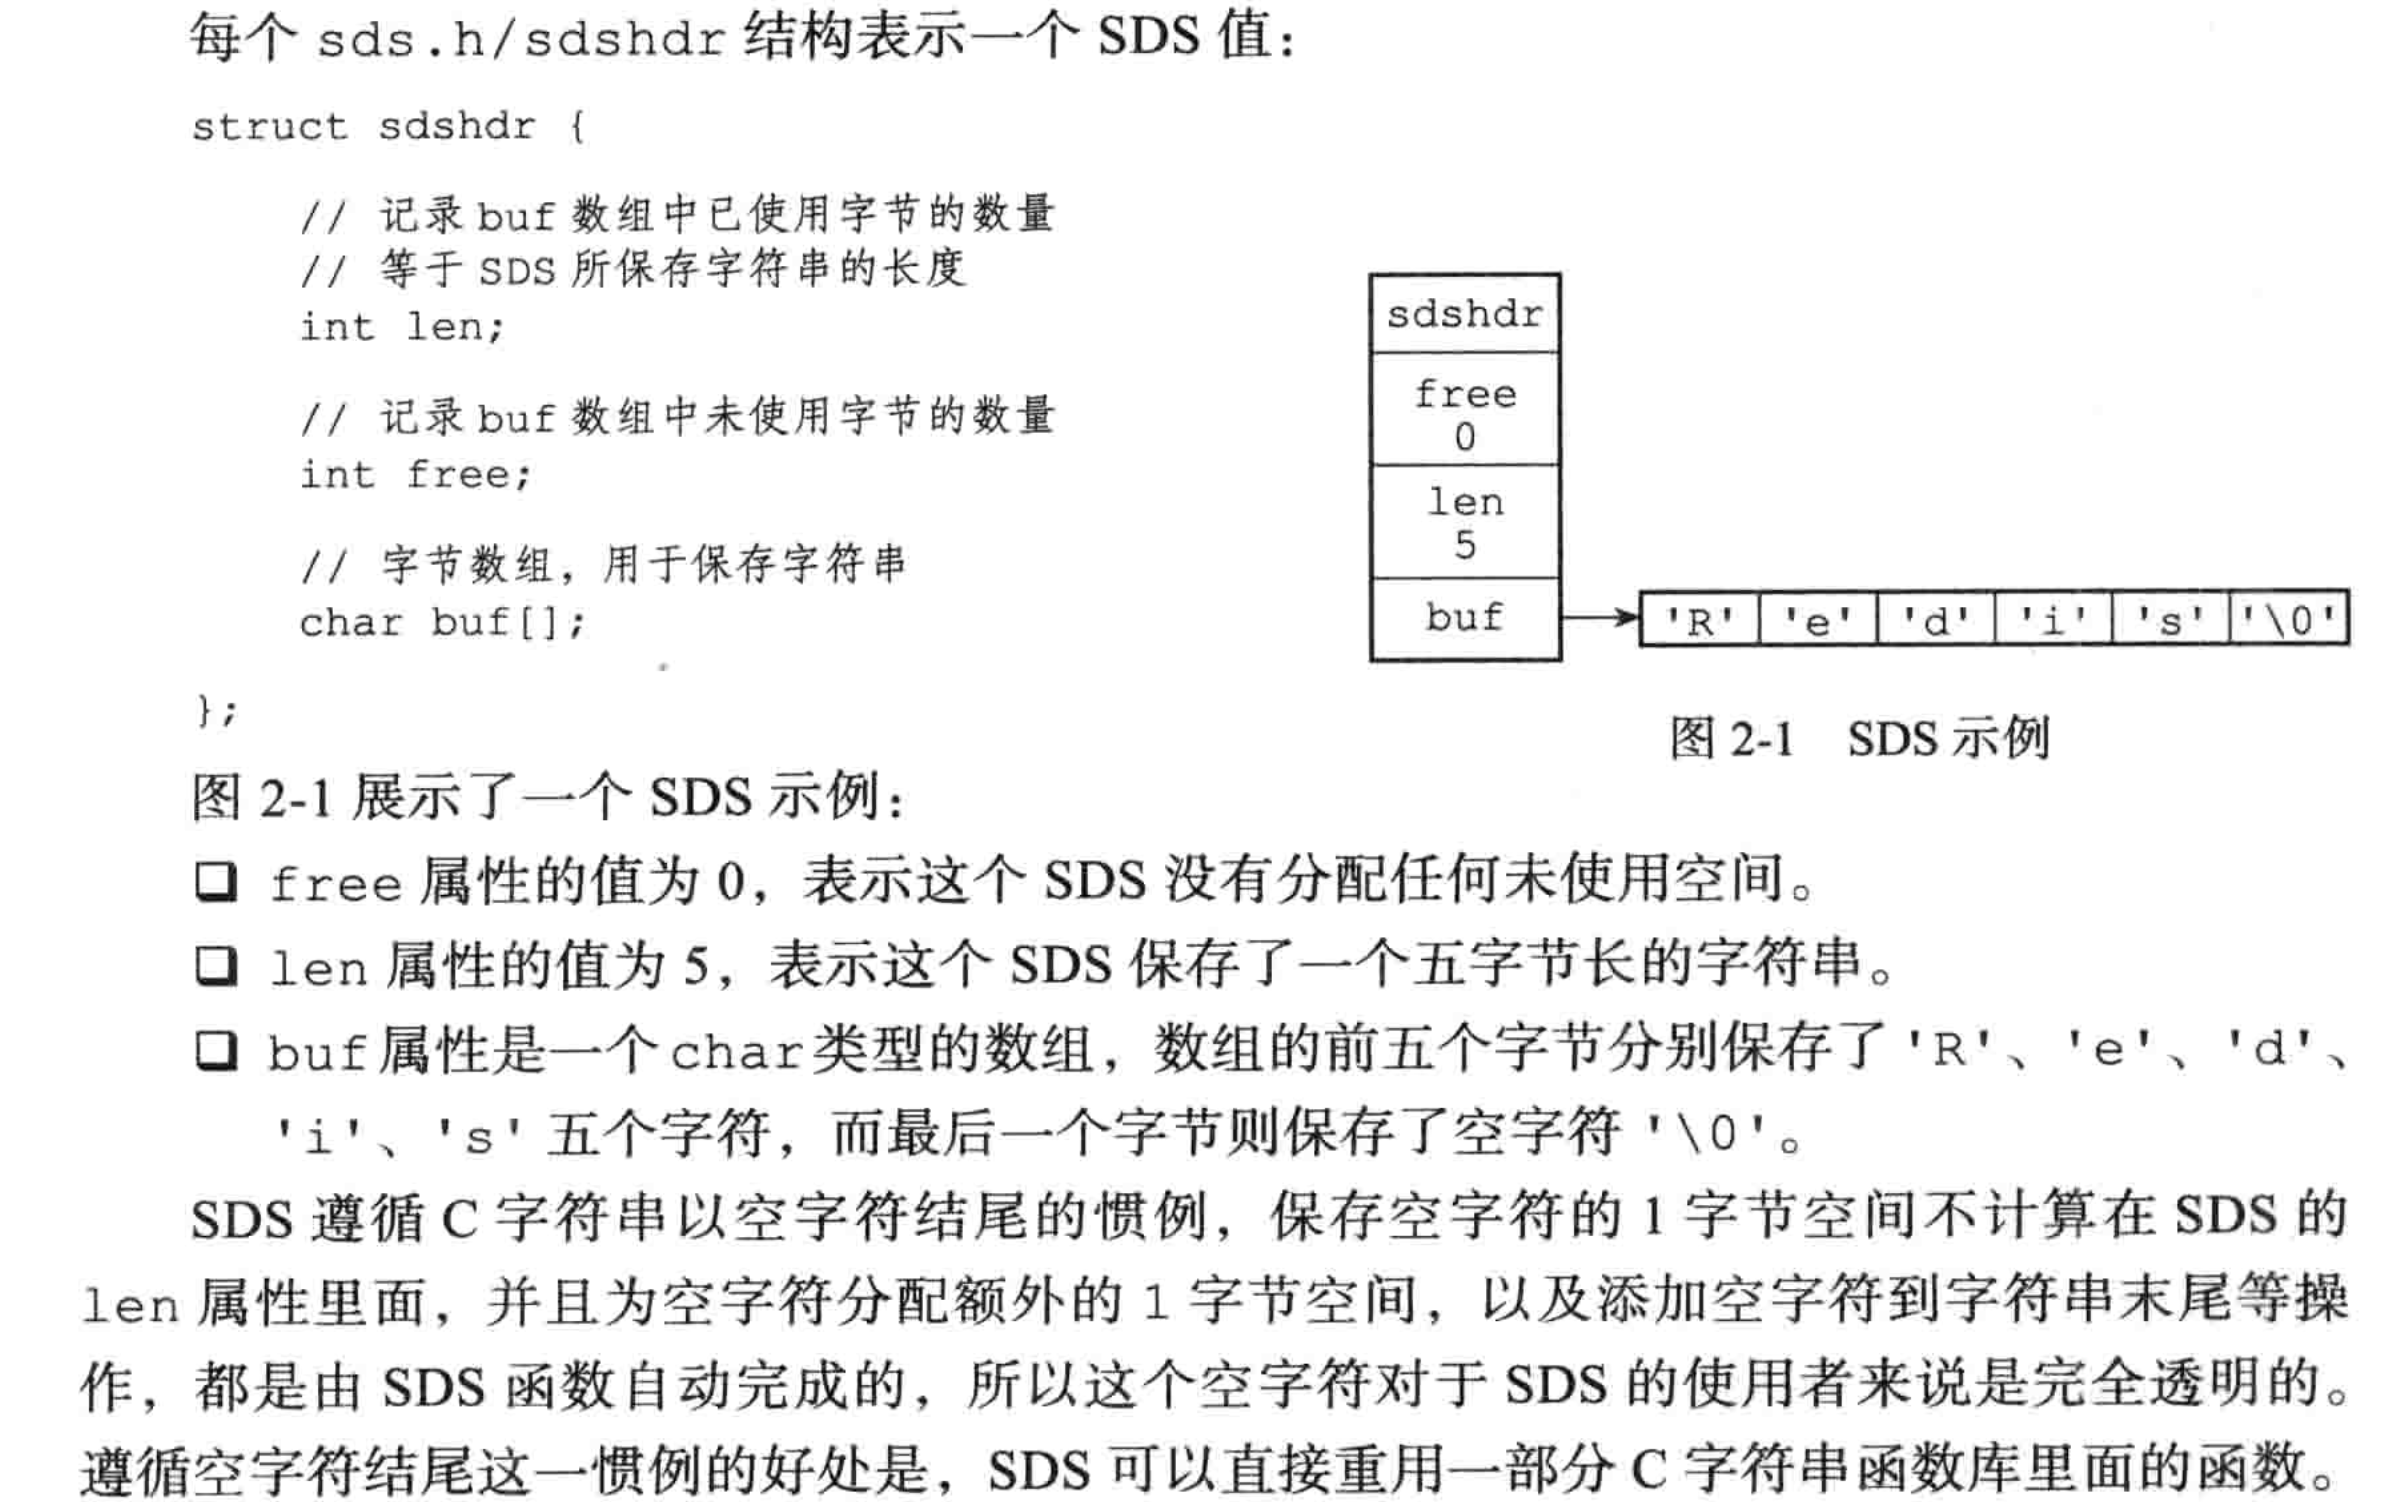 每个 sds.h/sdshdr 结构表示一个 SDS 值：
struct sdshdr {
// 记录 buf 数组中已使用字节的数量
// 等于 SDS 所保存字符串的长度
int len;
// 记录 buf 数组中未使用字节的数量
int free;
// 字节数组，用于保存字符串
char buf[];
};
sdshdr
free
0
len
5
buf
'R' 'e' 'd' 'i' 's' '\0'
图 2-1 SDS 示例
图 2-1 展示了一个 SDS 示例：
❏ free 属性的值为 0，表示这个 SDS 没有分配任何未使用空间。
❏ len 属性的值为 5，表示这个 SDS 保存了一个五字节长的字符串。
❏ buf 属性是一个 char 类型的数组，数组的前五个字节分别保存了 'R'、'e'、'd'、
'i'、's' 五个字符，而最后一个字节则保存了空字符 '\0'。
SDS 遵循 C 字符串以空字符结尾的惯例，保存空字符的 1 字节空间不计算在 SDS 的
len 属性里面，并且为空字符分配额外的 1 字节空间，以及添加空字符到字符串末尾等操
作，都是由 SDS 函数自动完成的，所以这个空字符对于 SDS 的使用者来说是完全透明的。
遵循空字符结尾这一惯例的好处是，SDS 可以直接重用一部分 C 字符串函数库里面的函数。